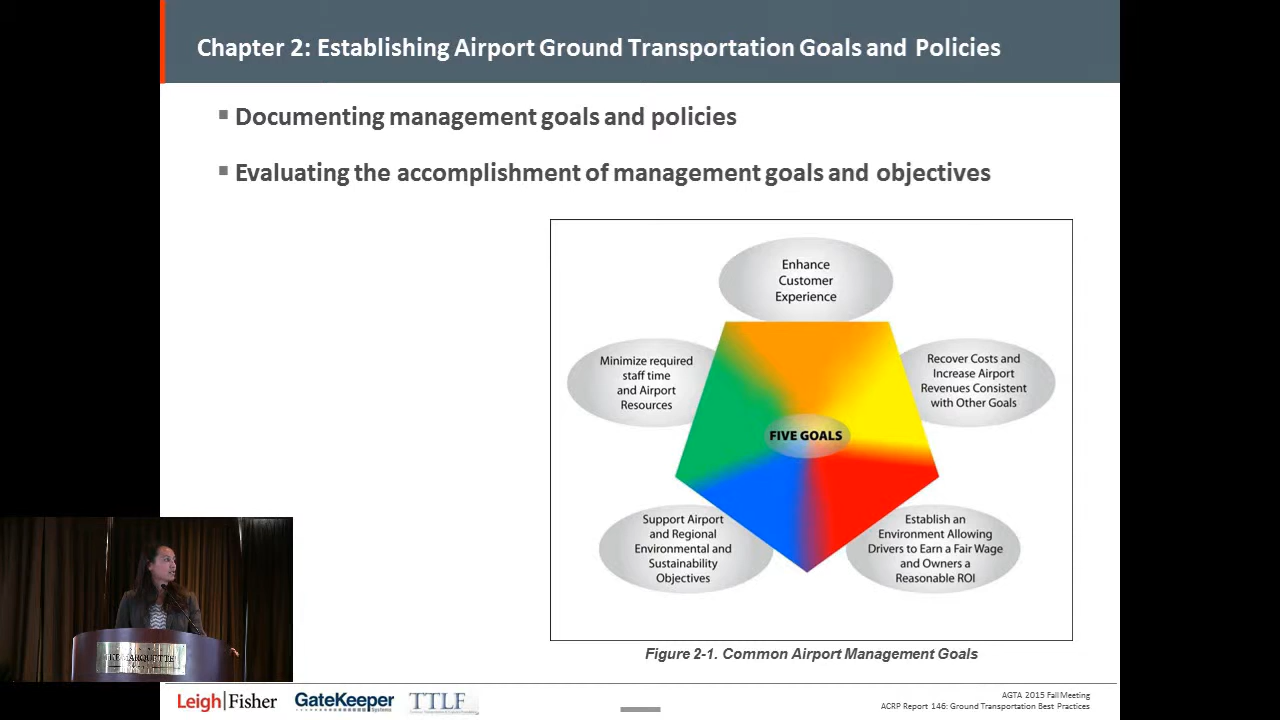 Chapter 2: Establishing Airport Ground Transportation Goals and Policies
Documenting management goals and policies
Evaluating the accomplishment of management goals and objectives
Enhance
Customer
Experience
Minimize required
staff time
and Airport
Resources
Recover Costs and
Increase Airport
Revenues Consistent
with Other Goals
FIVE GOALS
Support Airport
and Regional
Environmental and
Sustainability
Objectives
Establish an
Environment Allowing
Drivers to Earn a Fair Wage
and Owners a
Reasonable ROI
Figure 2-1. Common Airport Management Goals
Leigh|Fisher
GateKeeper
Systems
TTLF
AGTA 2015 Fall Meeting
ACRP Report 146: Ground Transportation Best Practices